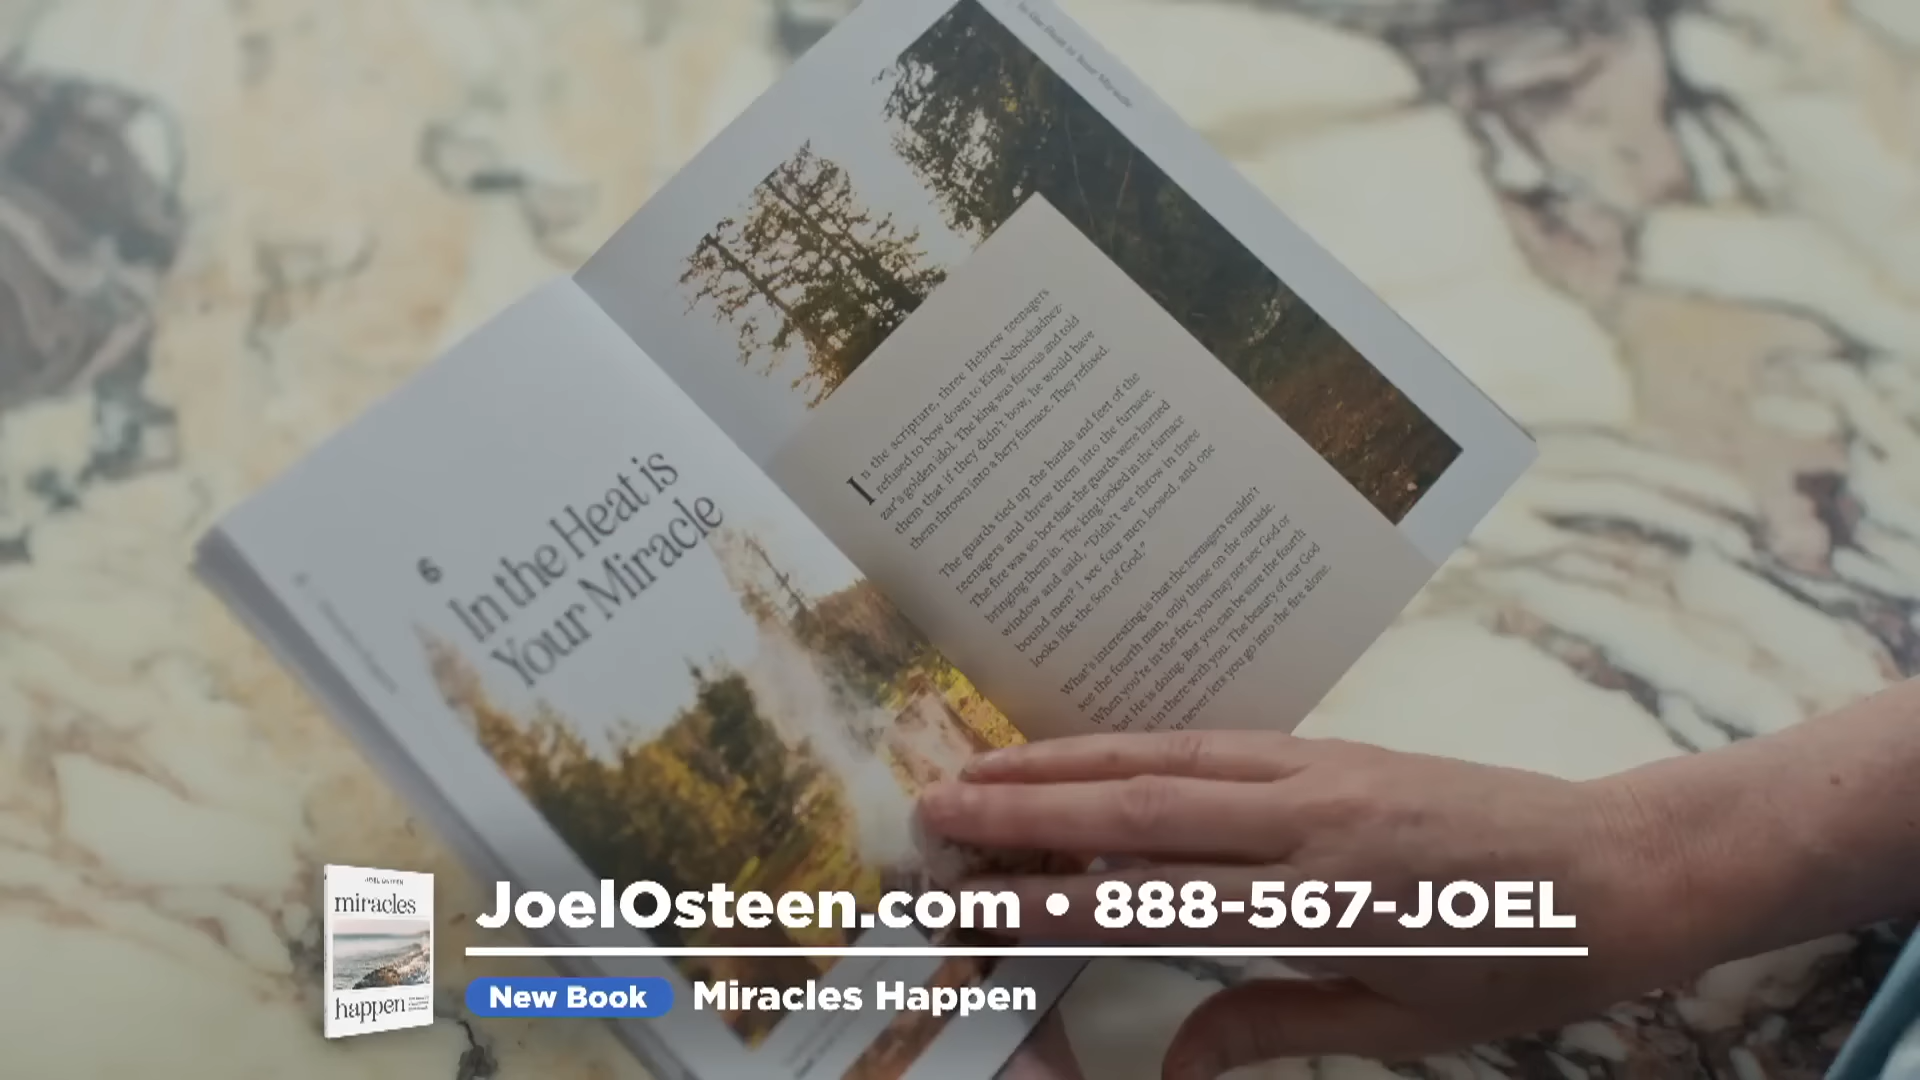 6
In the Heat is
Your Miracle
In the scripture, three Hebrew teenagers
refused to bow down to King Nebuchadnez-
zar's golden idol. The king was furious and told
them that if they didn't bow, he would have
them thrown into a fiery furnace. They refused.
The guards tied up the hands and feet of the
teenagers and threw them into the furnace.
The fire was so hot that the guards were burned
bringing them in. The king looked in the furnace
window and said, "Didn't we throw in three
bound men? I see four men loosed, and one
looks like the Son of God."
What's interesting is that the teenagers couldn't
see the fourth man, only those on the outside.
When you're in the fire, you may not see God or
what He is doing. But you can be sure the fourth
is in there with you. The beauty of our God
never lets you go into the fire alone.
JOEL OSTEEN
miracles
happen
JoelOsteen.com • 888-567-JOEL
New Book Miracles Happen